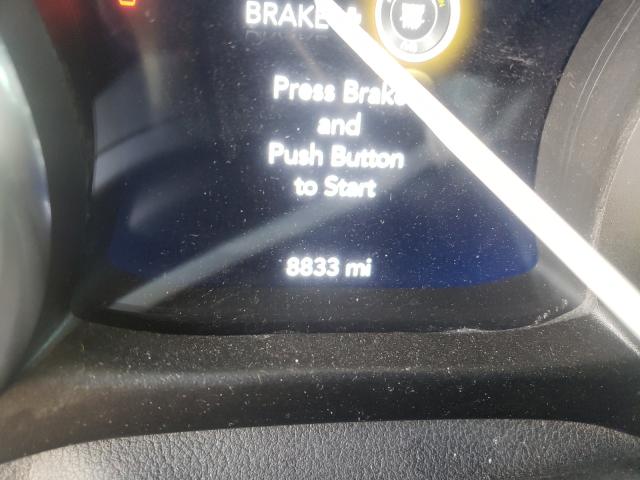 BRAKE +
Press Brake
and
Push Button
to Start
8833 mi